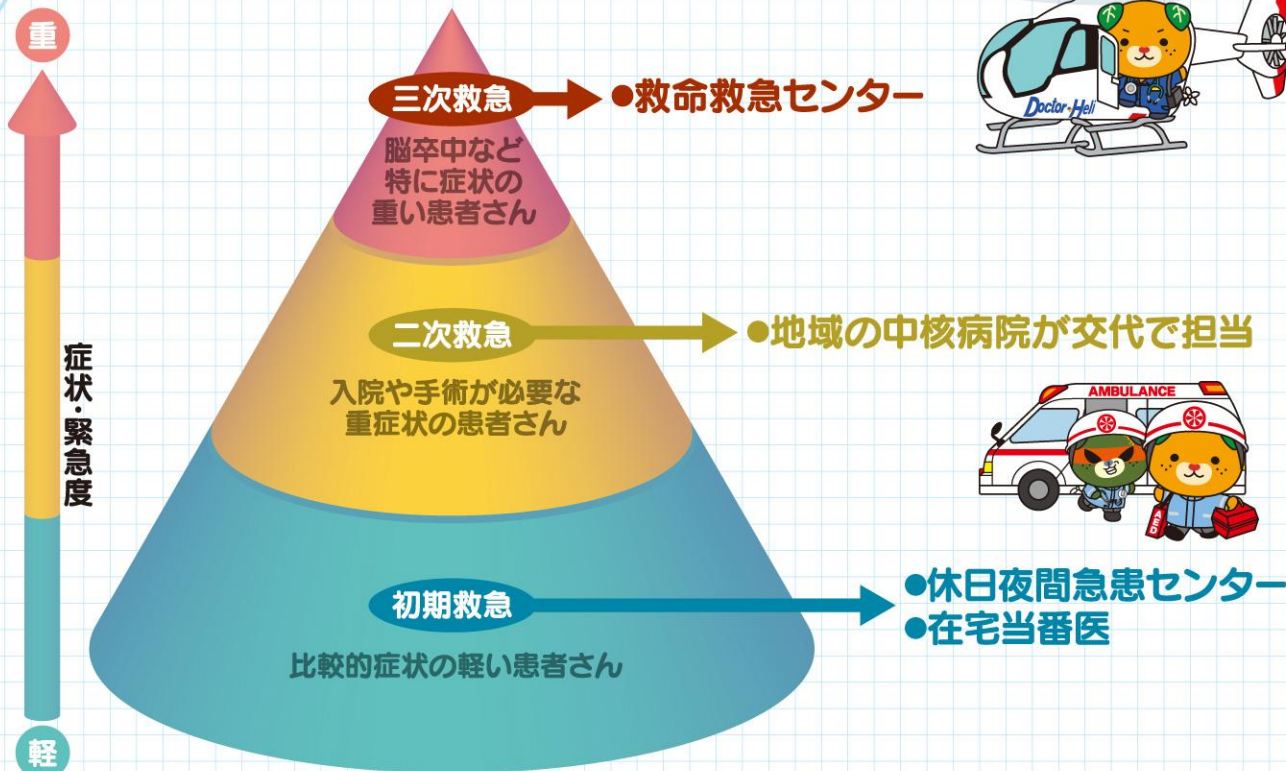 重
三次救急
●救命救急センター
脳卒中など
特に症状の
重い患者さん
Doctor-Heli
二次救急
●地域の中核病院が交代で担当
入院や手術が必要な
重症状の患者さん
症状・緊急度
AMBULANCE
AED
初期救急
●休日夜間急患センター
●在宅当番医
比較的症状の軽い患者さん
軽